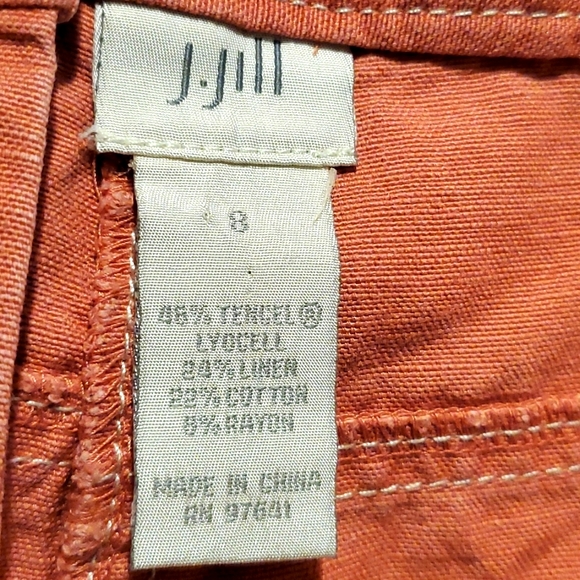 J.Jill
8
46% TENCEL®
LYOCELL
24% LINEN
22% COTTON
8% RAYON
MADE IN CHINA
RN 97641